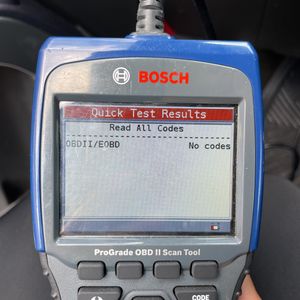 BOSCH
Quick Test Results
Read All Codes
OBDII/EOBD No codes
ProGrade OBD II Scan Tool
CODE